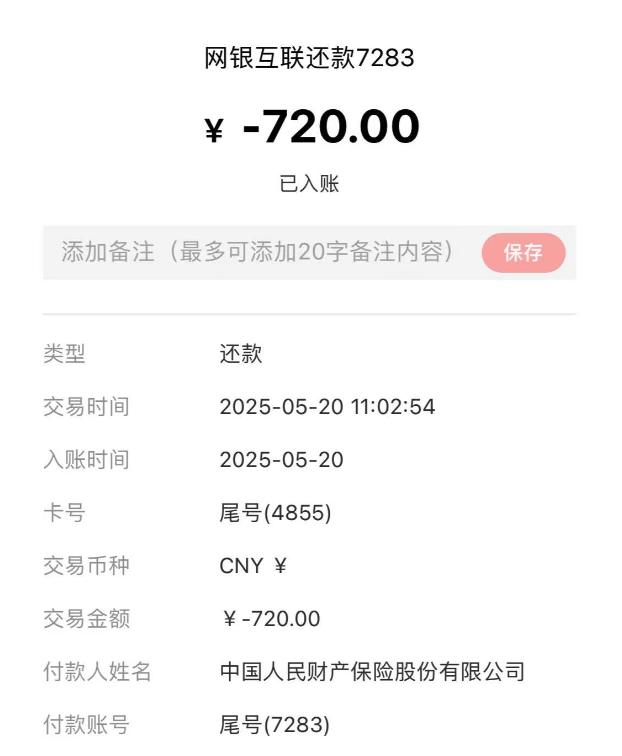 网银互联还款7283
¥ -720.00
已入账
添加备注（最多可添加20字备注内容） 保存
类型 还款
交易时间 2025-05-20 11:02:54
入账时间 2025-05-20
卡号 尾号(4855)
交易币种 CNY ¥
交易金额 ¥-720.00
付款人姓名 中国人民财产保险股份有限公司
付款账号 尾号(7283)